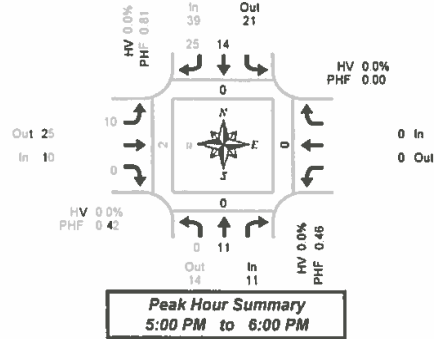 In Out
39 21
HV 0.0%
PHF 0.81
25 14
HV 0.0%
PHF 0.00
0
10
N
Out 25
2 W E 0
0 In
In 10
0
0 Out
S
HV 0.0%
PHF 0.42
0
0 11
HV 0.0%
PHF 0.46
Out In
14 11
Peak Hour Summary
5:00 PM to 6:00 PM